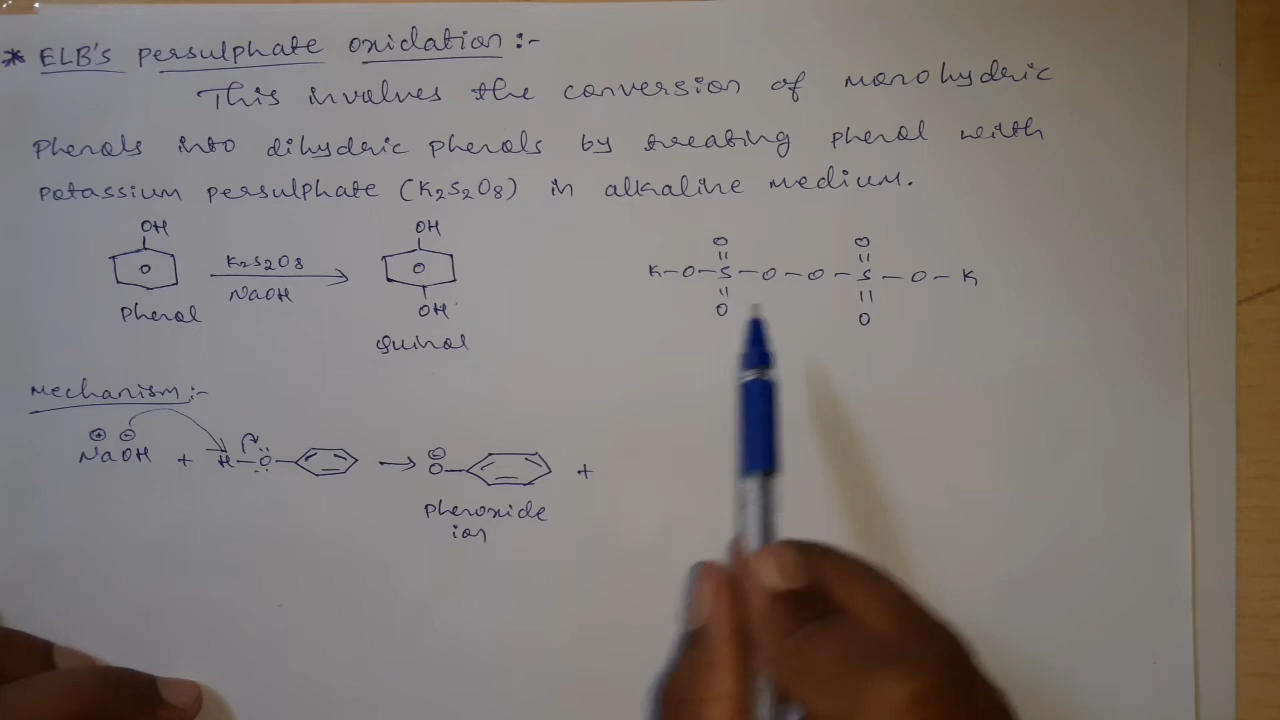 * ELB's persulphate oxidation :-
This involves the conversion of monohydric
Phenols into dihydric phenols by treating phenol with
potassium persulphate (K2S2O8) in alkaline medium.
OH
K2S2O8
NaOH
Phenol
OH
OH
Quinol
O O
K-O-S-O-O-S-O-K
O O
Mechanism:-
⊕ ⊖
NaOH + H-O- → ⊖O- +
Phenoxide
ion